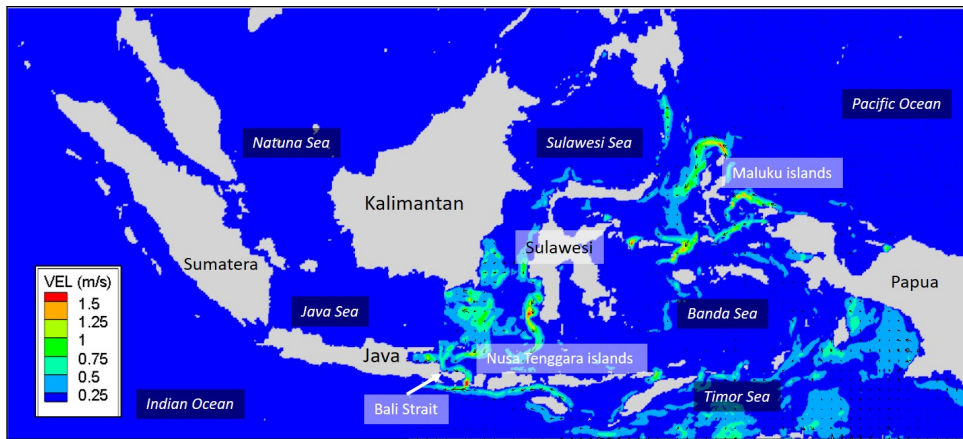 Pacific Ocean
Natuna Sea
Sulawesi Sea
Maluku islands
Kalimantan
Sulawesi
Sumatera
Papua
VEL (m/s)
1.5
1.25
1
0.75
0.5
0.25
Java Sea
Banda Sea
Java
Nusa Tenggara islands
Bali Strait
Timor Sea
Indian Ocean